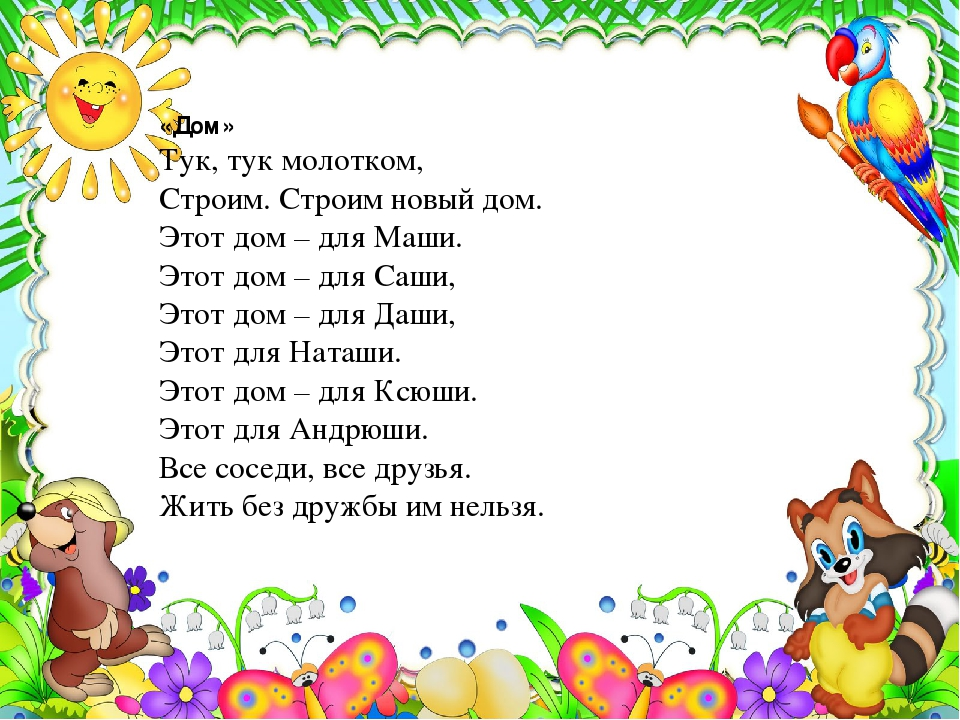 «Дом»
Тук, тук молотком,
Строим. Строим новый дом.
Этот дом – для Маши.
Этот дом – для Саши,
Этот дом – для Даши,
Этот для Наташи.
Этот дом – для Ксюши.
Этот для Андрюши.
Все соседи, все друзья.
Жить без дружбы им нельзя.